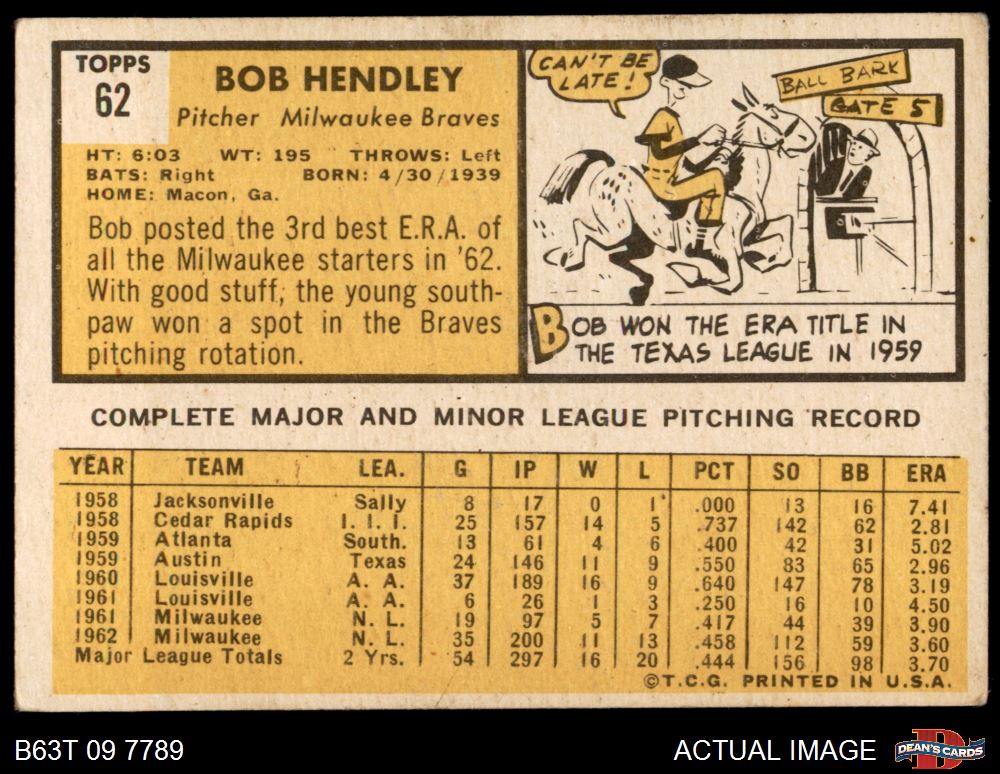 TOPPS
62
BOB HENDLEY
Pitcher Milwaukee Braves
HT: 6:03 WT: 195 THROWS: Left
BATS: Right BORN: 4/30/1939
HOME: Macon, Ga.
Bob posted the 3rd best E.R.A. of
all the Milwaukee starters in '62.
With good stuff, the young south-
paw won a spot in the Braves
pitching rotation.
CAN'T BE
LATE!
BALL BARK
GATE 5
BOB WON THE ERA TITLE IN
THE TEXAS LEAGUE IN 1959
COMPLETE MAJOR AND MINOR LEAGUE PITCHING RECORD
YEAR TEAM LEA. G IP W L PCT SO BB ERA
1958 Jacksonville Sally 8 17 0 1 .000 13 16 7.41
1958 Cedar Rapids I. I. I. 25 157 14 5 .737 142 62 2.81
1959 Atlanta South. 13 61 4 6 .400 42 31 5.02
1959 Austin Texas 24 146 11 9 .550 83 65 2.96
1960 Louisville A. A. 37 189 16 9 .640 147 78 3.19
1961 Louisville A. A. 6 26 1 3 .250 16 10 4.50
1961 Milwaukee N. L. 19 97 5 7 .417 44 39 3.90
1962 Milwaukee N. L. 35 200 11 13 .458 112 59 3.60
Major League Totals 2 Yrs. 54 297 16 20 .444 156 98 3.70
©T.C.G. PRINTED IN U.S.A.
B63T 09 7789
ACTUAL IMAGE
D
DEAN'S CARDS